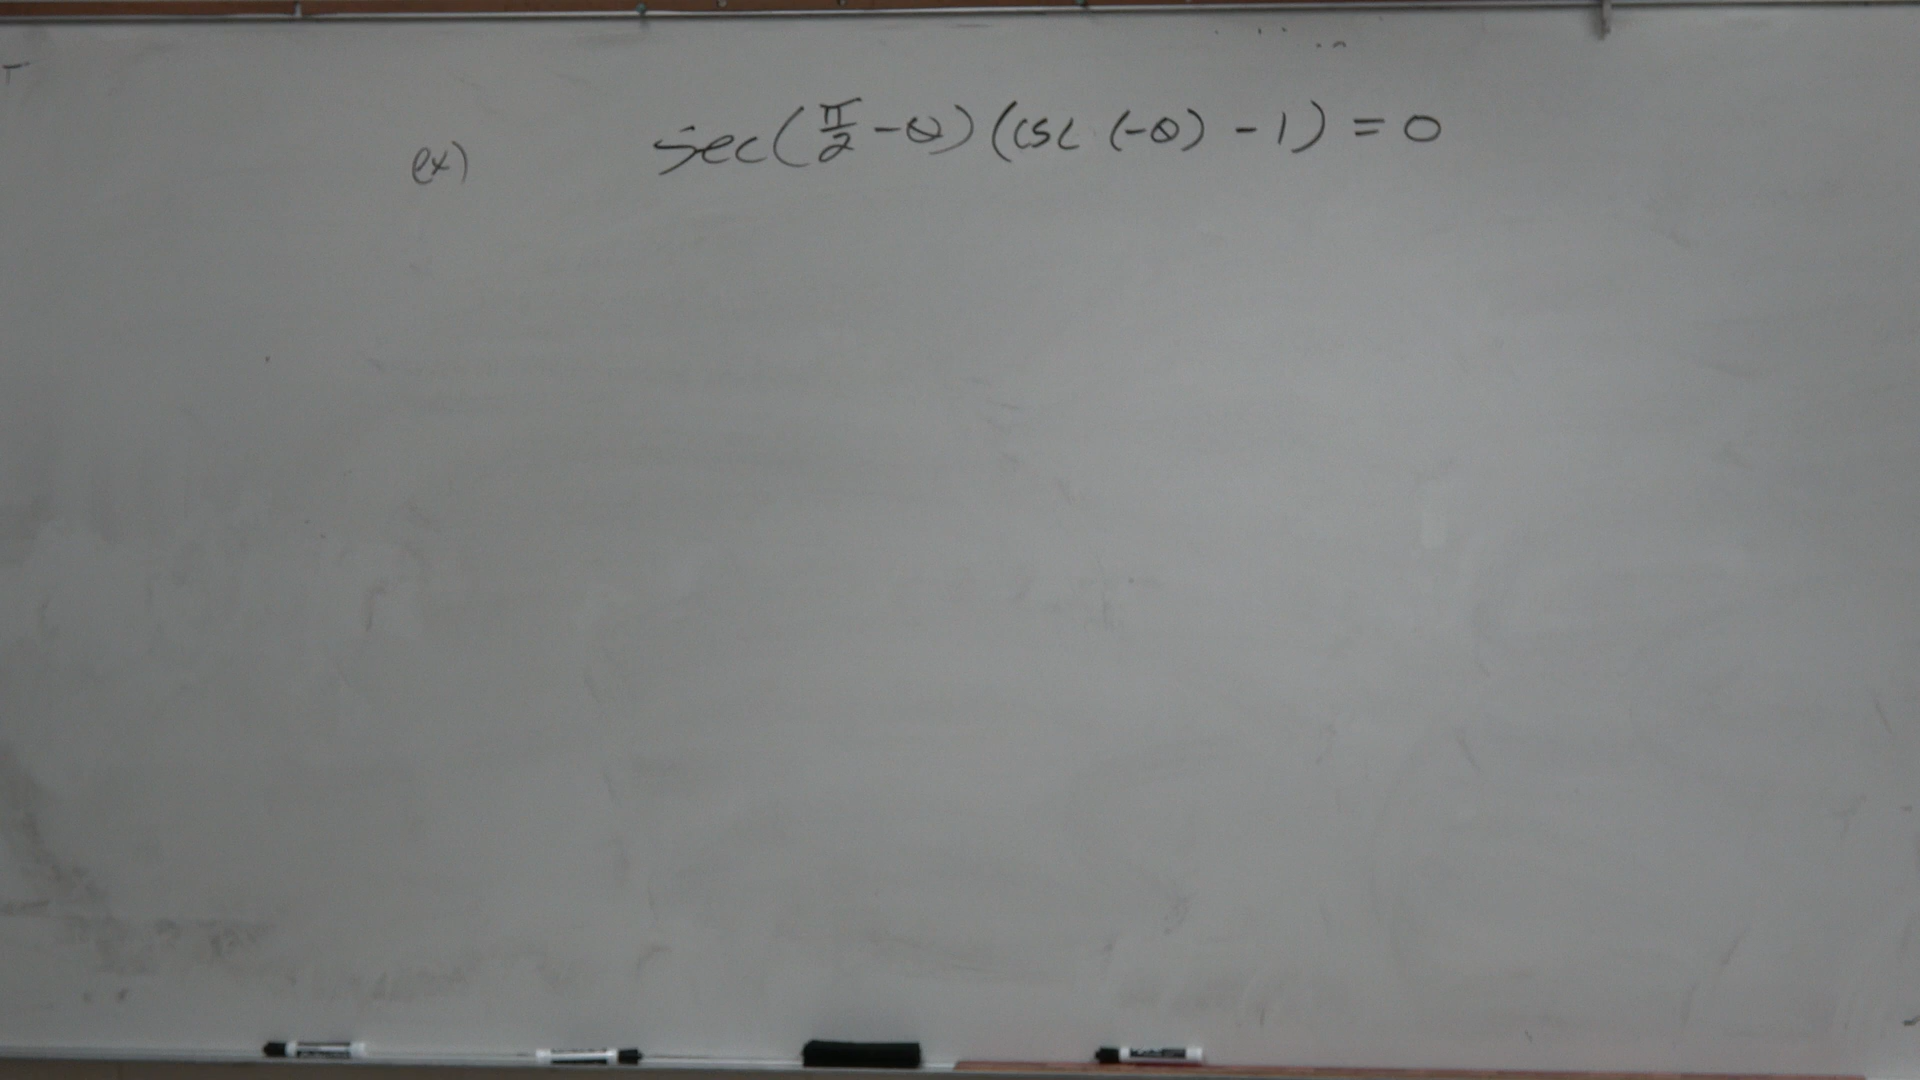 ex) sec(π/2 -θ)(csc (-θ) - 1) = 0